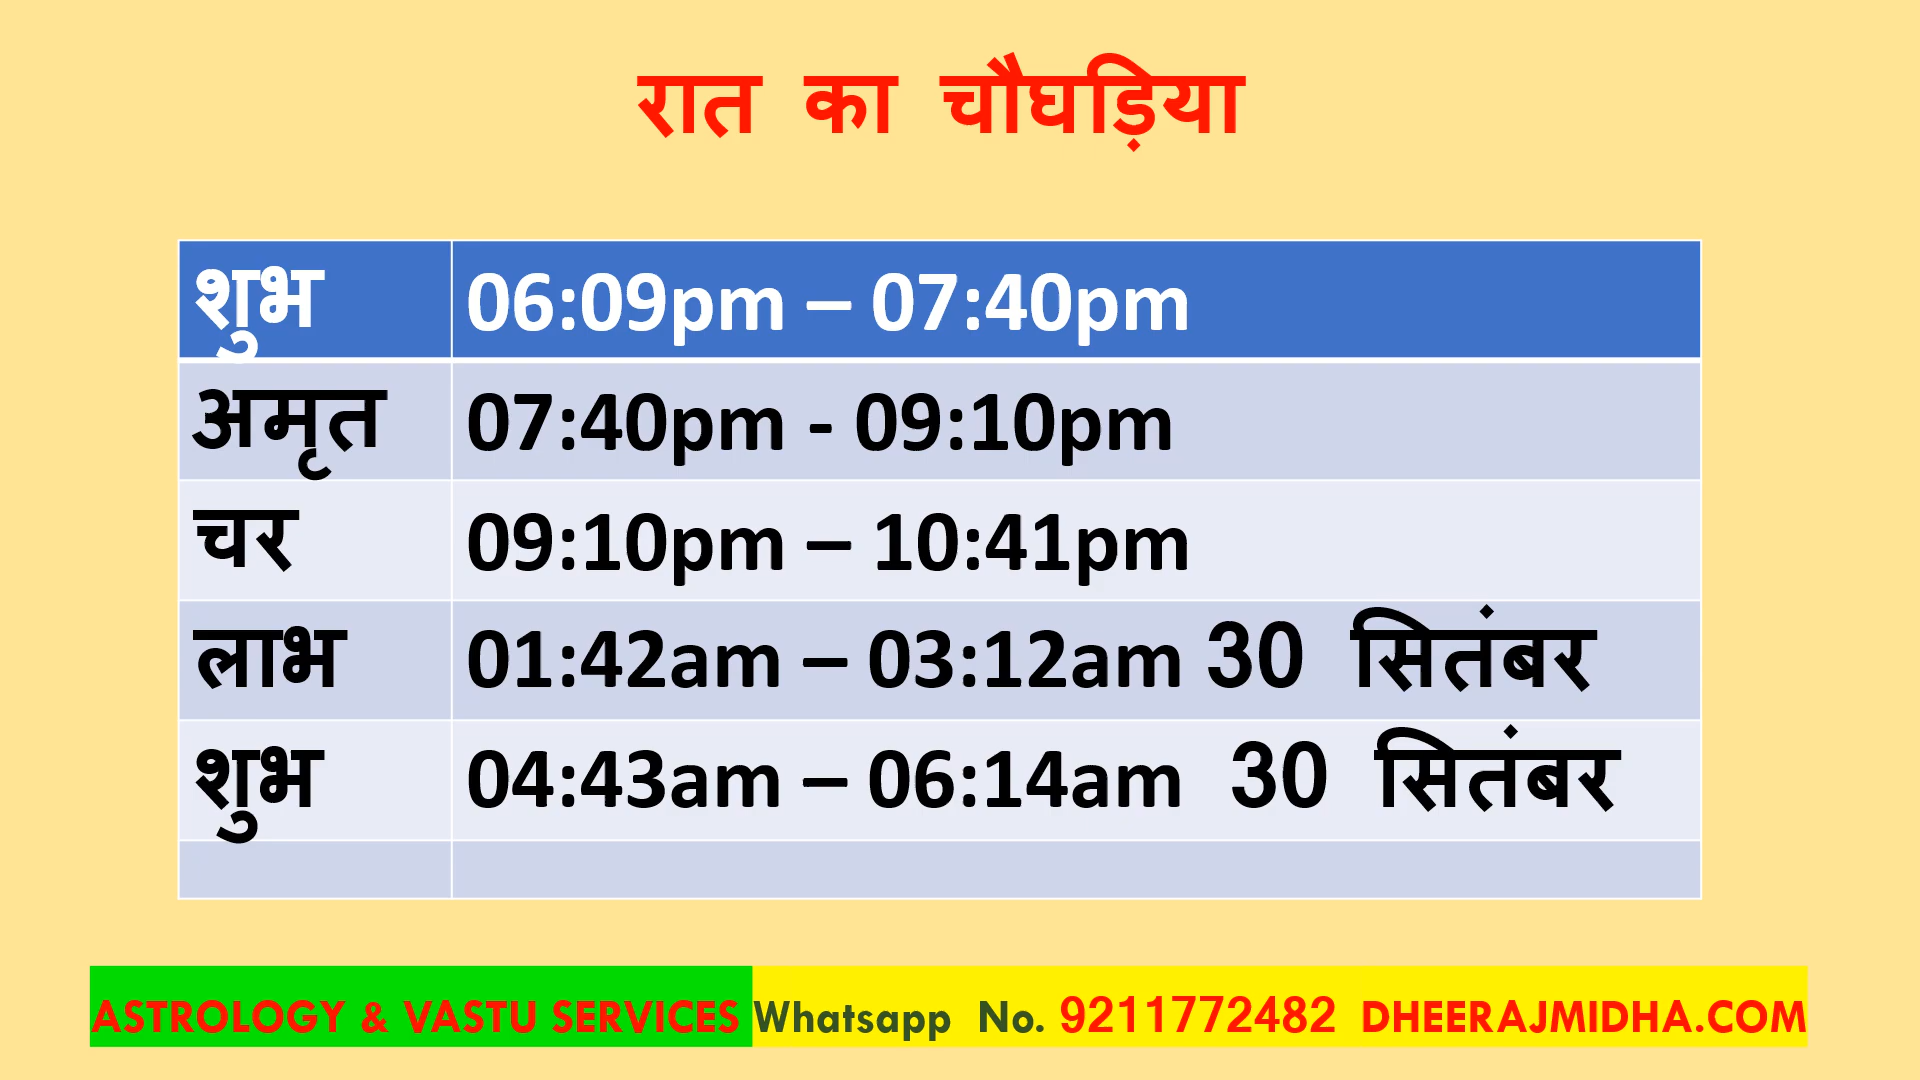 रात का चौघड़िया
शुभ 06:09pm – 07:40pm
अमृत 07:40pm - 09:10pm
चर 09:10pm – 10:41pm
लाभ 01:42am – 03:12am 30 सितंबर
शुभ 04:43am – 06:14am 30 सितंबर
ASTROLOGY & VASTU SERVICES Whatsapp No. 9211772482 DHEERAJMIDHA.COM